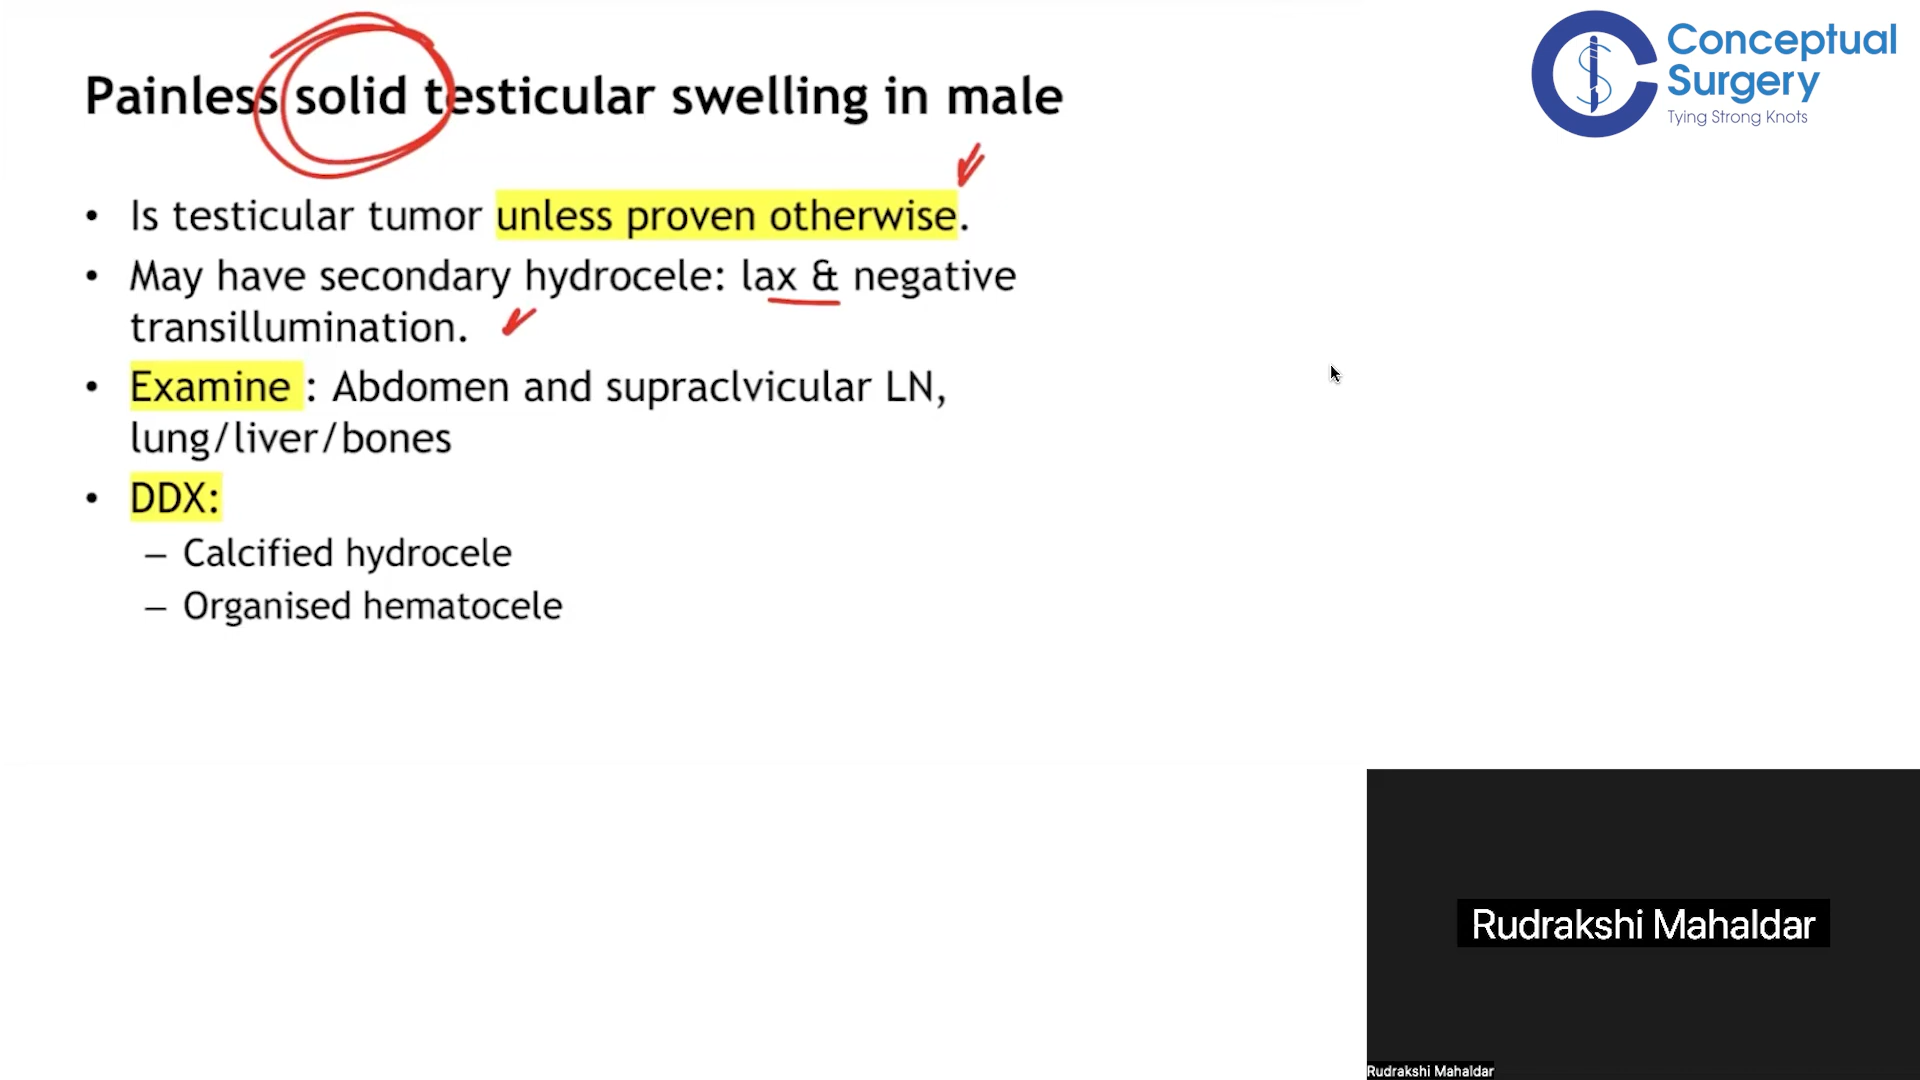 Conceptual
Surgery
Tying Strong Knots
Painless solid testicular swelling in male
• Is testicular tumor unless proven otherwise.
• May have secondary hydrocele: lax & negative
transillumination.
• Examine : Abdomen and supraclvicular LN,
lung/liver/bones
• DDX:
– Calcified hydrocele
– Organised hematocele
Rudrakshi Mahaldar
Rudrakshi Mahaldar